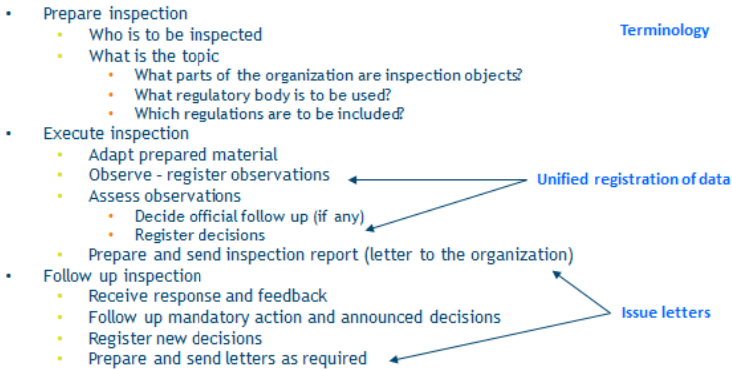 • Prepare inspection
• Who is to be inspected
Terminology
• What is the topic
• What parts of the organization are inspection objects?
• What regulatory body is to be used?
• Which regulations are to be included?
• Execute inspection
• Adapt prepared material
• Observe - register observations
Unified registration of data
• Assess observations
• Decide official follow up (if any)
• Register decisions
• Prepare and send inspection report (letter to the organization)
• Follow up inspection
• Receive response and feedback
• Follow up mandatory action and announced decisions
Issue letters
• Register new decisions
• Prepare and send letters as required